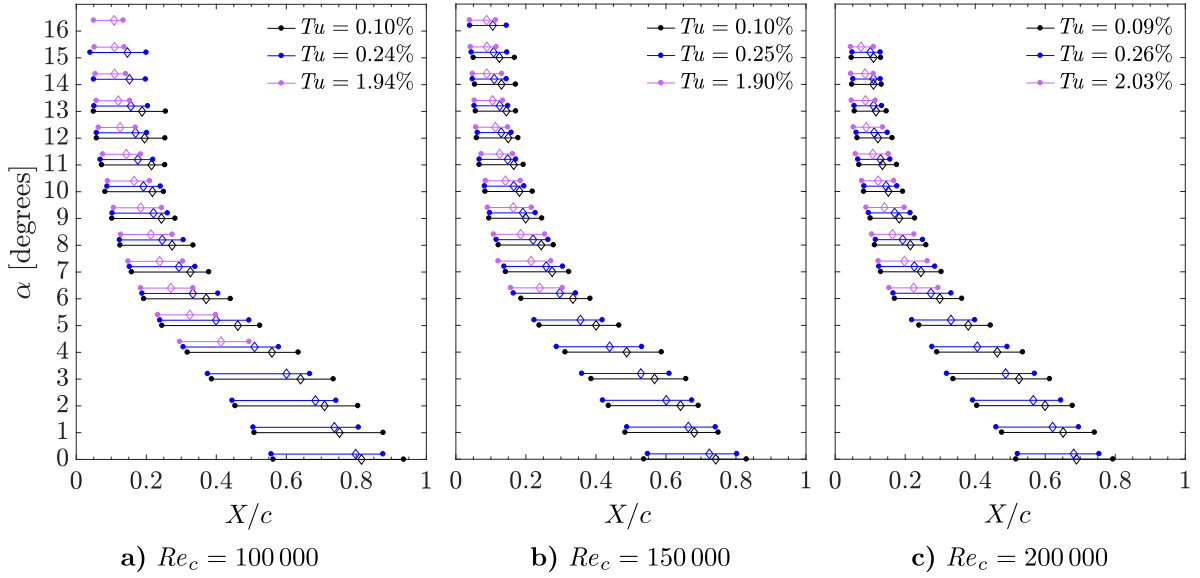 α [degrees]
16
15
14
13
12
11
10
9
8
7
6
5
4
3
2
1
0
Tu = 0.10%
Tu = 0.24%
Tu = 1.94%
0 0.2 0.4 0.6 0.8 1
X/c
a) Re_c = 100 000
Tu = 0.10%
Tu = 0.25%
Tu = 1.90%
0 0.2 0.4 0.6 0.8 1
X/c
b) Re_c = 150 000
Tu = 0.09%
Tu = 0.26%
Tu = 2.03%
0 0.2 0.4 0.6 0.8 1
X/c
c) Re_c = 200 000